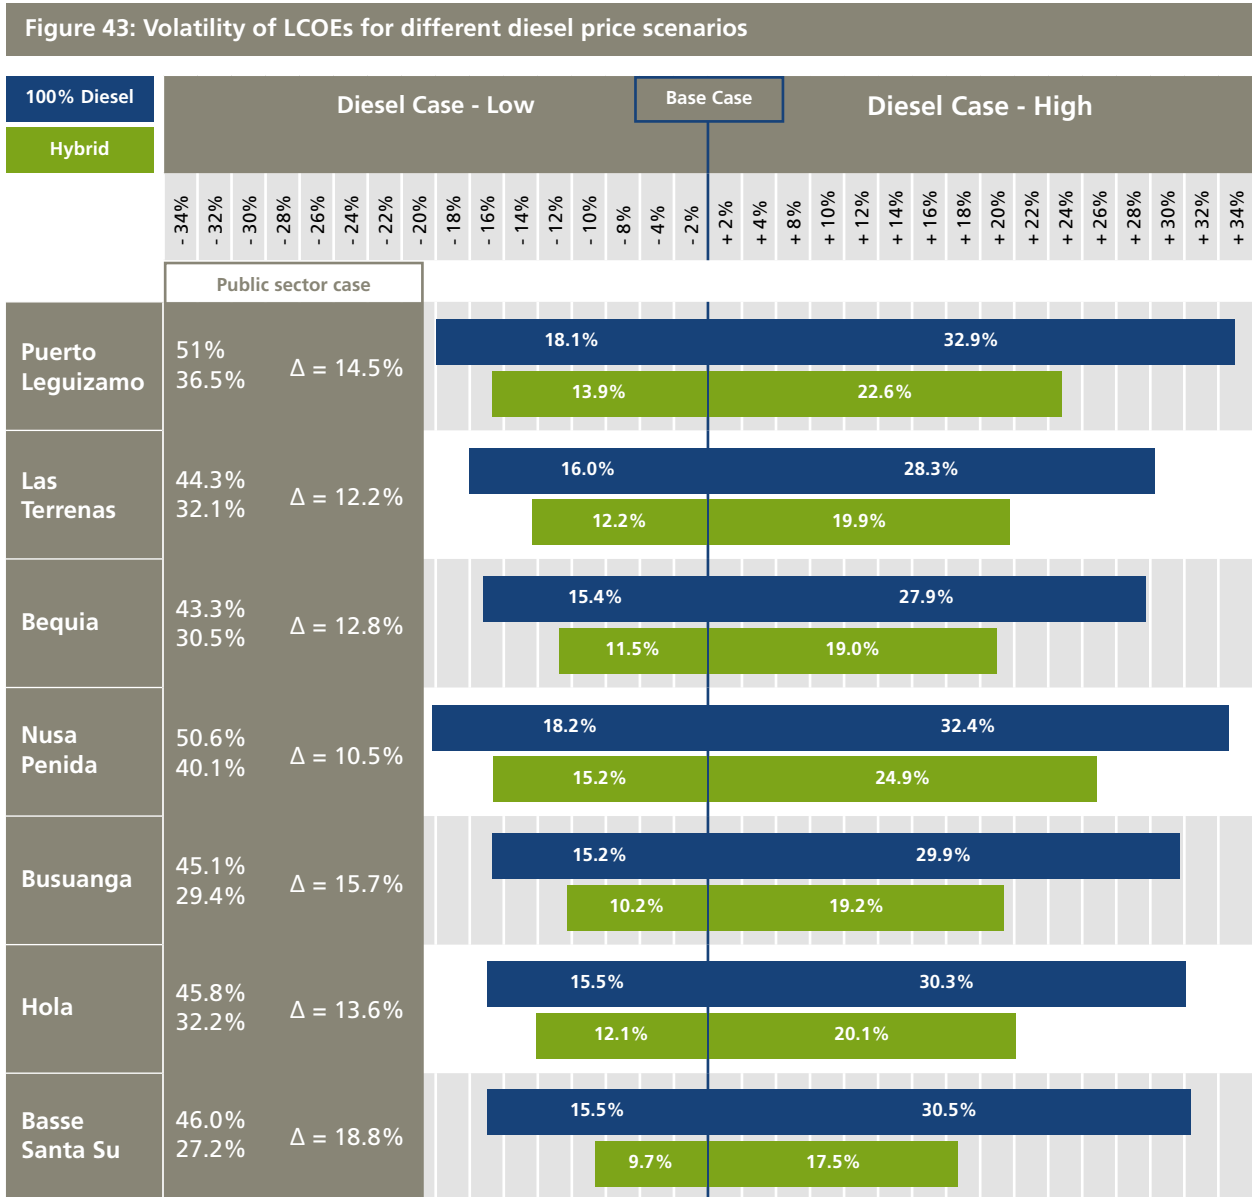 Figure 43: Volatility of LCOEs for different diesel price scenarios
100% Diesel
Hybrid
Diesel Case - Low
Base Case
Diesel Case - High
- 34%
- 32%
- 30%
- 28%
- 26%
- 24%
- 22%
- 20%
- 18%
- 16%
- 14%
- 12%
- 10%
- 8%
- 4%
- 2%
+ 2%
+ 4%
+ 8%
+ 10%
+ 12%
+ 14%
+ 16%
+ 18%
+ 20%
+ 22%
+ 24%
+ 26%
+ 28%
+ 30%
+ 32%
+ 34%
Public sector case
Puerto
Leguizamo
51%
36.5%
Δ = 14.5%
18.1%
32.9%
13.9%
22.6%
Las
Terrenas
44.3%
32.1%
Δ = 12.2%
16.0%
28.3%
12.2%
19.9%
Bequia
43.3%
30.5%
Δ = 12.8%
15.4%
27.9%
11.5%
19.0%
Nusa
Penida
50.6%
40.1%
Δ = 10.5%
18.2%
32.4%
15.2%
24.9%
Busuanga
45.1%
29.4%
Δ = 15.7%
15.2%
29.9%
10.2%
19.2%
Hola
45.8%
32.2%
Δ = 13.6%
15.5%
30.3%
12.1%
20.1%
Basse
Santa Su
46.0%
27.2%
Δ = 18.8%
15.5%
30.5%
9.7%
17.5%